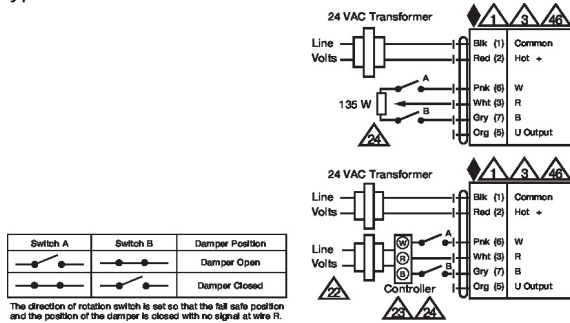 24 VAC Transformer
1 3 46
Line
Volts
Blk (1) Common
Red (2) Hot +
A
Pnk (6) W
135 W
Wht (3) R
B
Gry (7) B
Org (5) U Output
24
24 VAC Transformer
1 3 46
Line
Volts
Blk (1) Common
Red (2) Hot +
Line
Volts
W
A
Pnk (6) W
R
Wht (3) R
B
B
Gry (7) B
Controller
Org (5) U Output
22
23 24
Switch A Switch B Damper Position
Damper Open
Damper Closed
The direction of rotation switch is set so that the fail safe position
and the position of the damper is closed with no signal at wire R.